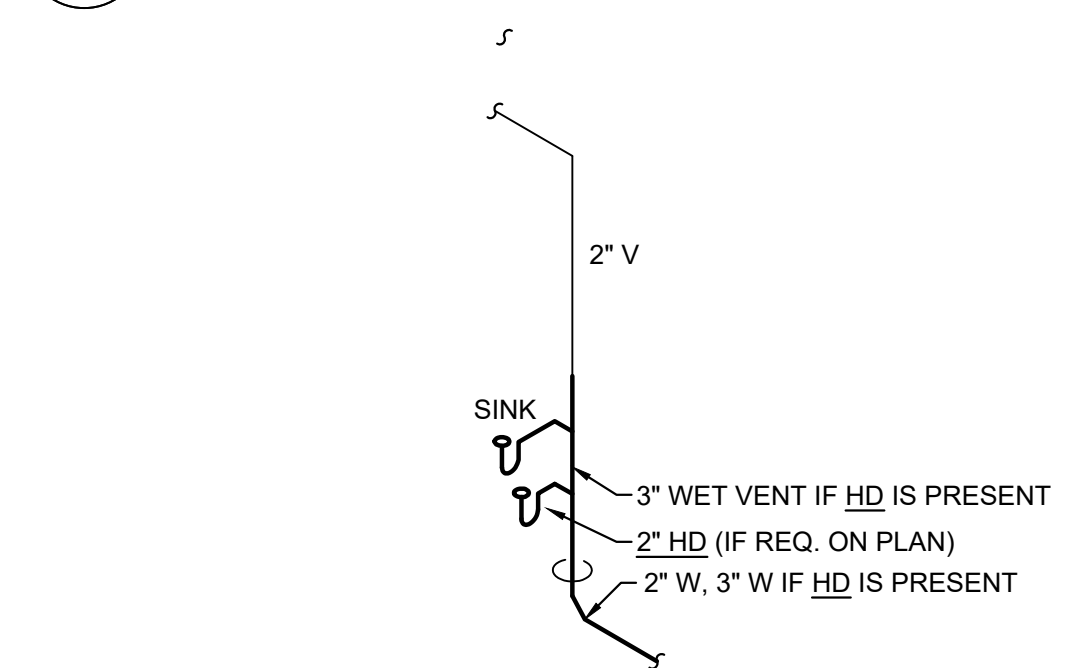 2" V
SINK
3" WET VENT IF HD IS PRESENT
2" HD (IF REQ. ON PLAN)
2" W, 3" W IF HD IS PRESENT